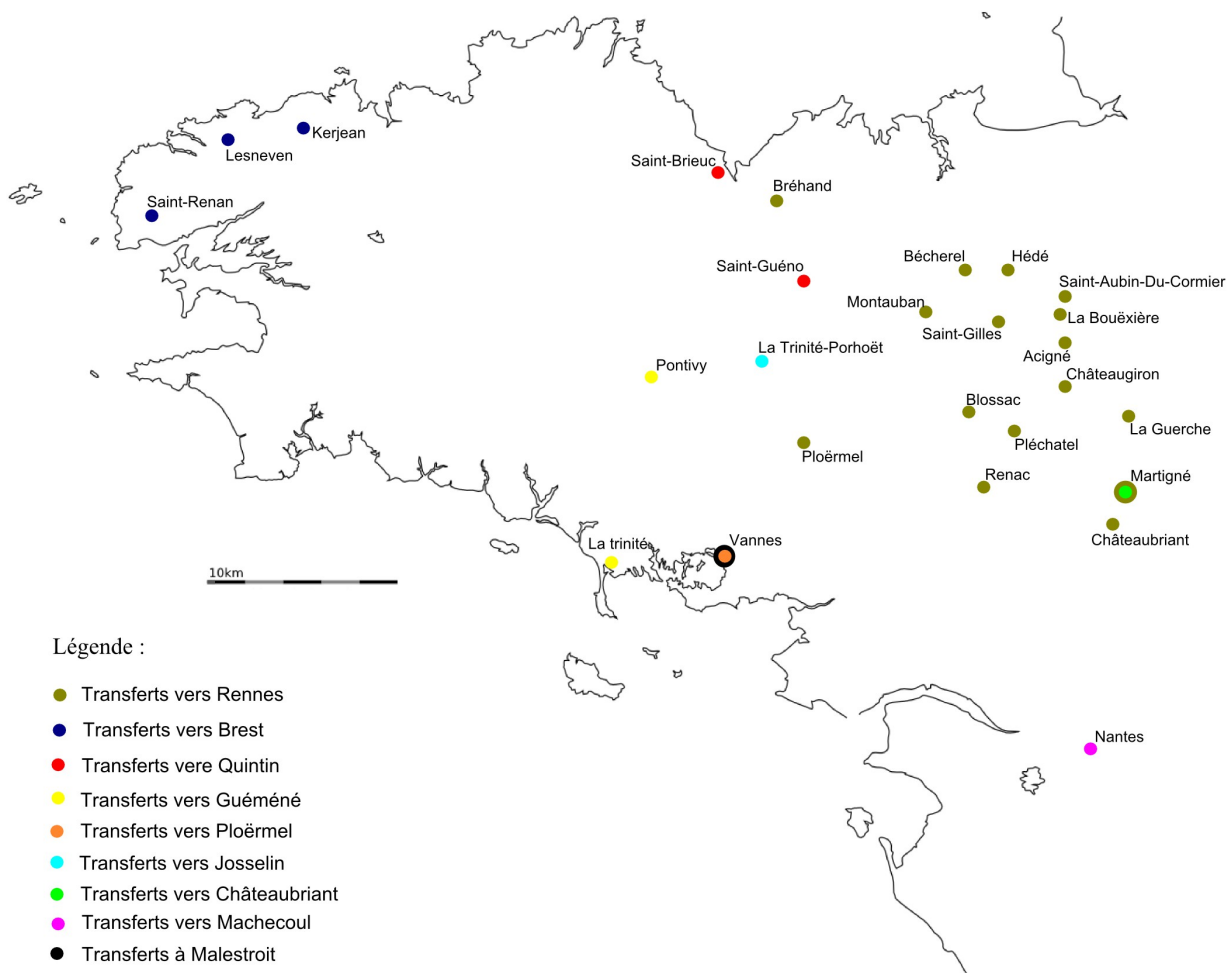 Kerjean
Lesneven
Saint-Brieuc
Bréhand
Saint-Renan
Saint-Guéno
Bécherel
Hédé
Saint-Aubin-Du-Cormier
Montauban
La Bouëxière
Saint-Gilles
La Trinité-Porhoët
Acigné
Pontivy
Châteaugiron
Blossac
La Guerche
Pléchatel
Ploërmel
Renac
Martigné
Châteaubriant
La trinité
Vannes
10km
Légende :
Transferts vers Rennes
Transferts vers Brest
Transferts vere Quintin
Transferts vers Guéméné
Transferts vers Ploërmel
Transferts vers Josselin
Transferts vers Châteaubriant
Transferts vers Machecoul
Transferts à Malestroit
Nantes